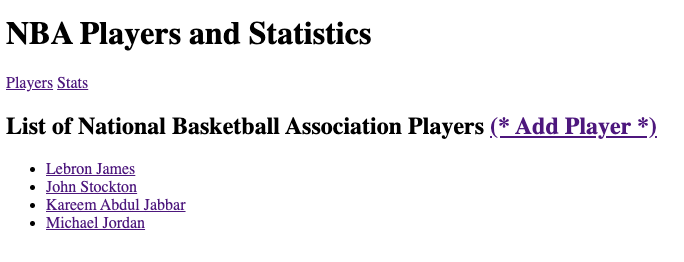 NBA Players and Statistics
Players Stats
List of National Basketball Association Players (* Add Player *)
Lebron James
John Stockton
Kareem Abdul Jabbar
Michael Jordan